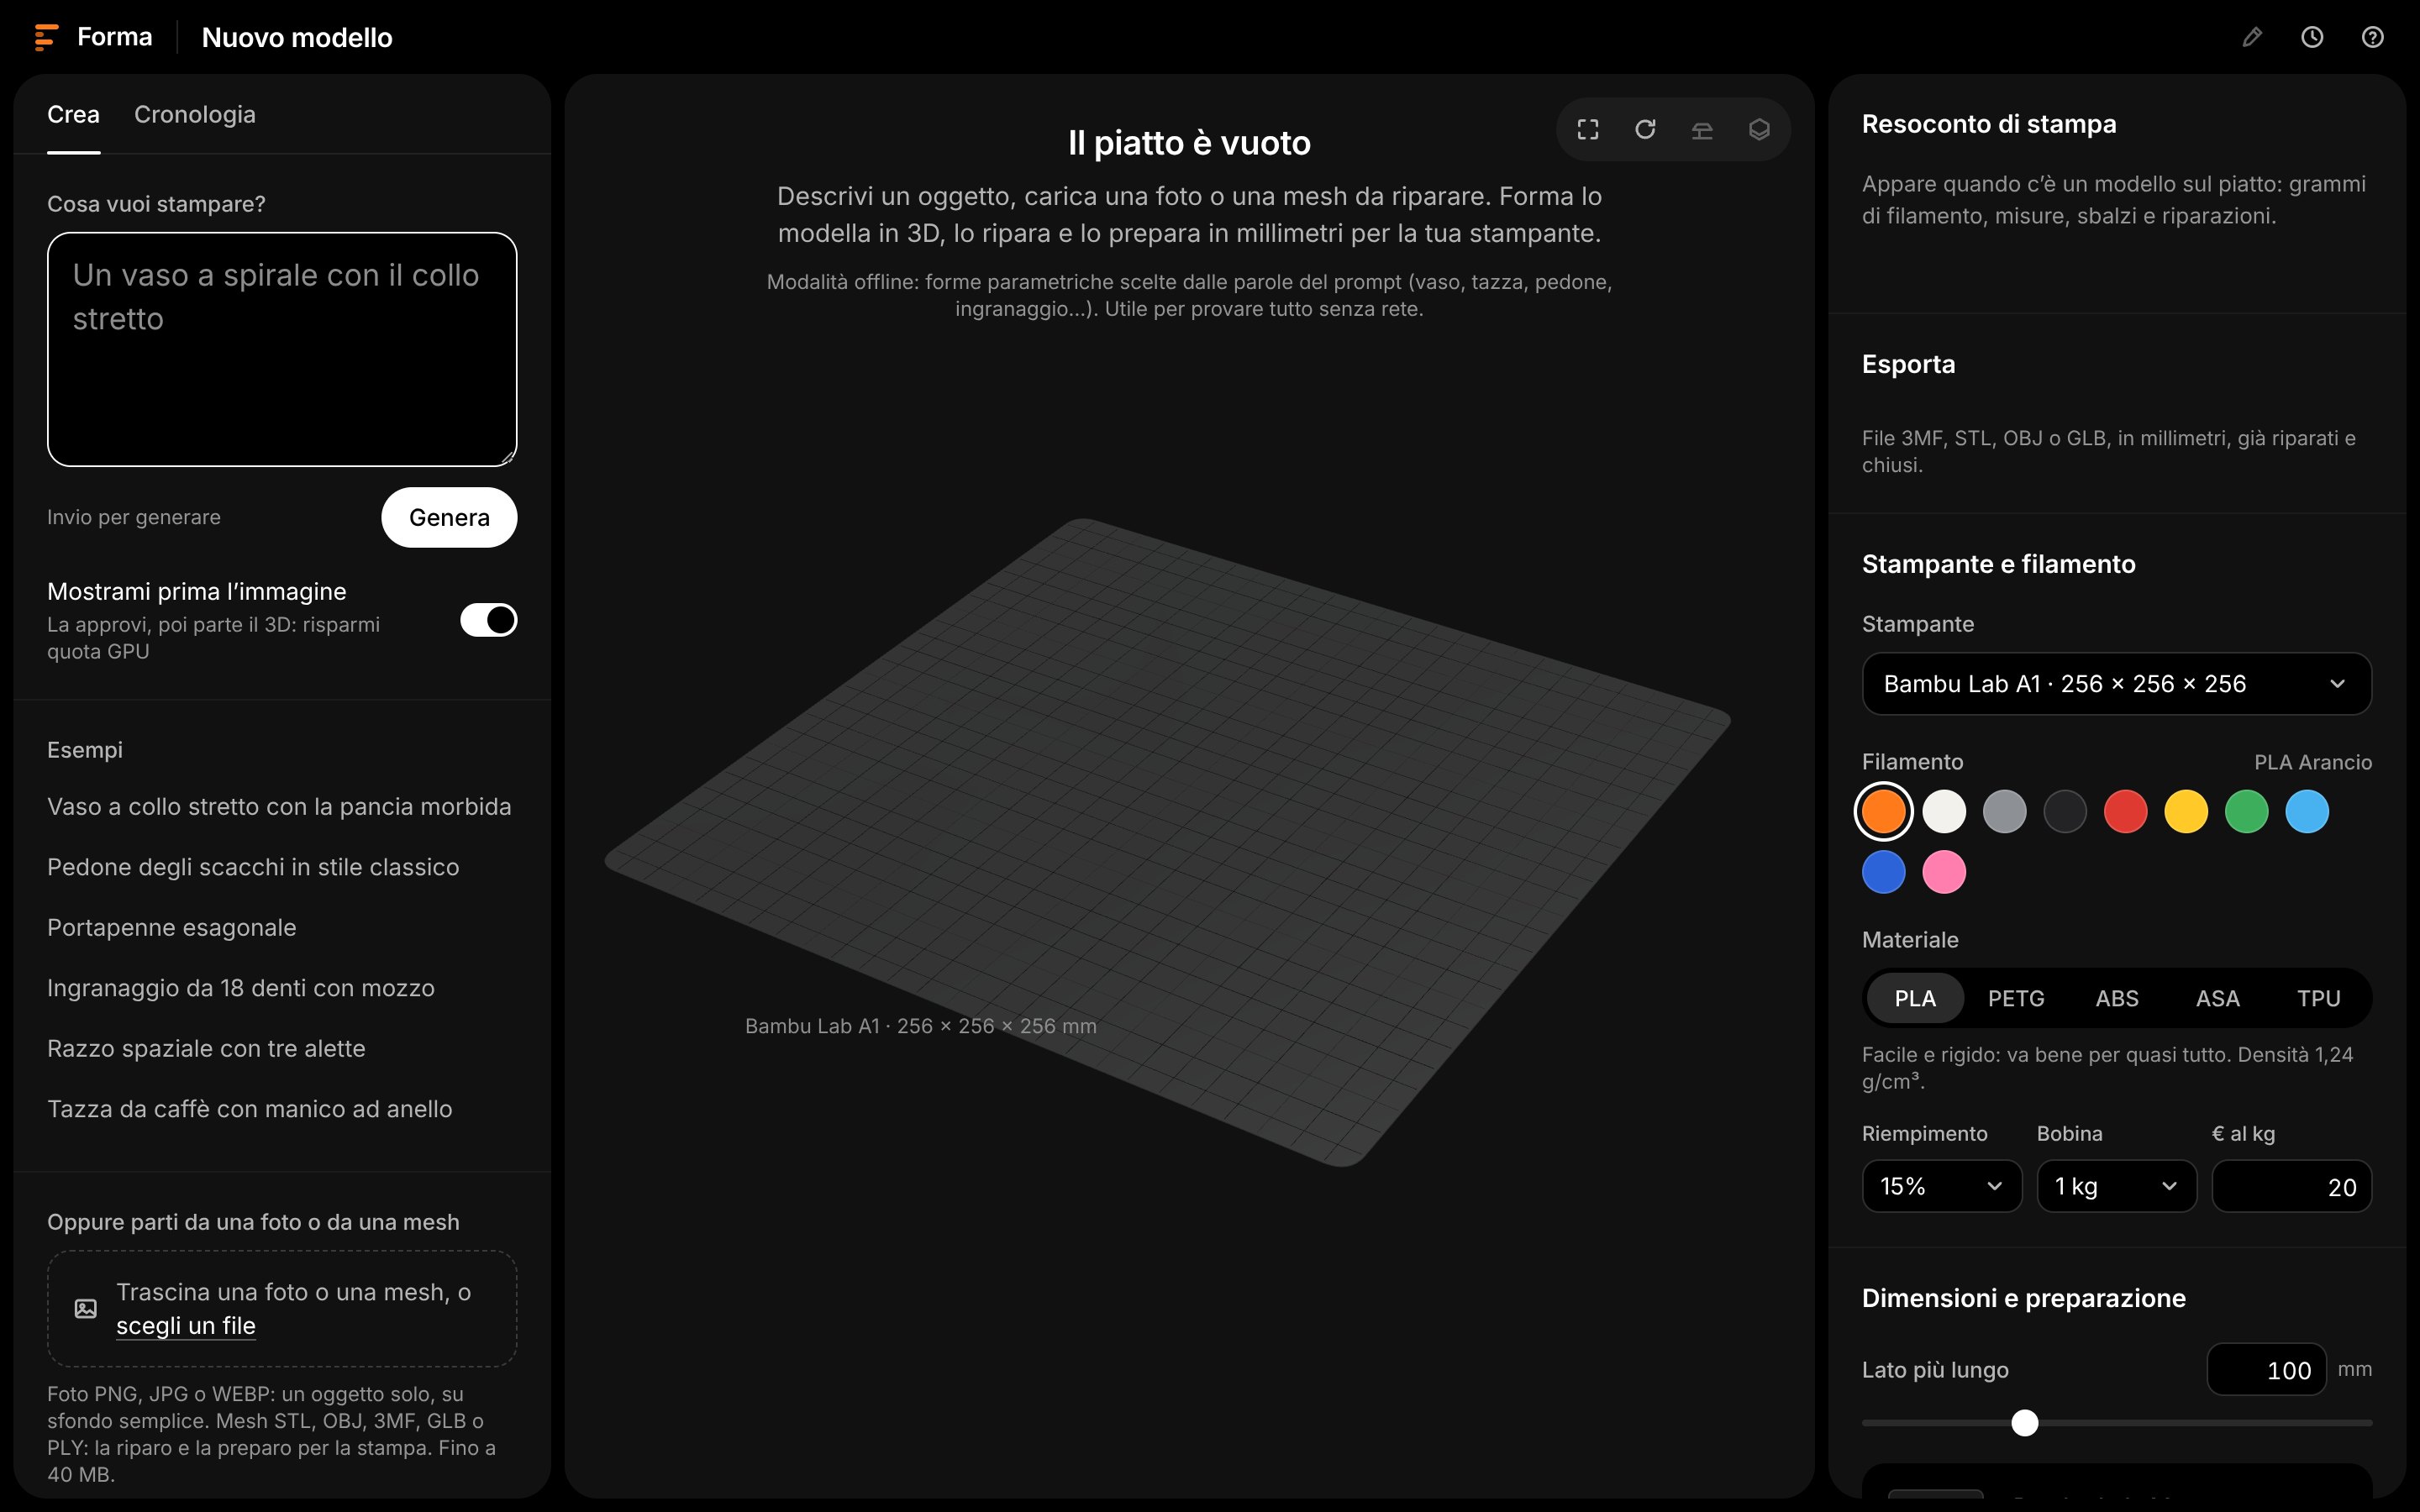 Forma
Nuovo modello
Crea
Cronologia
Cosa vuoi stampare?
Un vaso a spirale con il collo
stretto
Invio per generare
Genera
Mostrami prima l’immagine
La approvi, poi parte il 3D: risparmi
quota GPU
Esempi
Vaso a collo stretto con la pancia morbida
Pedone degli scacchi in stile classico
Portapenne esagonale
Ingranaggio da 18 denti con mozzo
Razzo spaziale con tre alette
Tazza da caffè con manico ad anello
Oppure parti da una foto o da una mesh
Trascina una foto o una mesh, o
scegli un file
Foto PNG, JPG o WEBP: un oggetto solo, su
sfondo semplice. Mesh STL, OBJ, 3MF, GLB o
PLY: la riparo e la preparo per la stampa. Fino a
40 MB.
Il piatto è vuoto
Descrivi un oggetto, carica una foto o una mesh da riparare. Forma lo
modella in 3D, lo ripara e lo prepara in millimetri per la tua stampante.
Modalità offline: forme parametriche scelte dalle parole del prompt (vaso, tazza, pedone,
ingranaggio…). Utile per provare tutto senza rete.
Bambu Lab A1 · 256 × 256 × 256 mm
Resoconto di stampa
Appare quando c’è un modello sul piatto: grammi
di filamento, misure, sbalzi e riparazioni.
Esporta
File 3MF, STL, OBJ o GLB, in millimetri, già riparati e
chiusi.
Stampante e filamento
Stampante
Bambu Lab A1 · 256 × 256 × 256
Filamento
PLA Arancio
Materiale
PLA
PETG
ABS
ASA
TPU
Facile e rigido: va bene per quasi tutto. Densità 1,24
g/cm³.
Riempimento
Bobina
€ al kg
15%
1 kg
20
Dimensioni e preparazione
Lato più lungo
100
mm